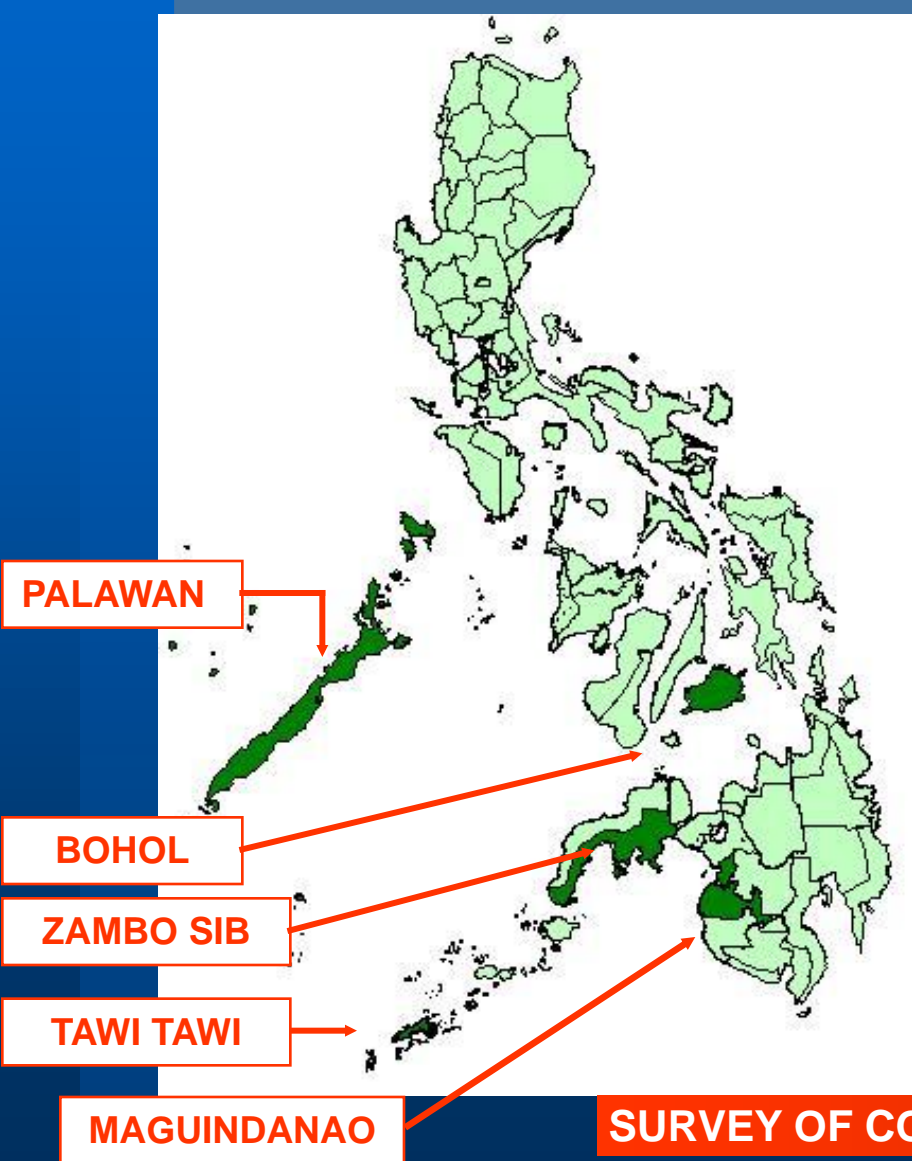 PALAWAN
BOHOL
ZAMBO SIB
TAWI TAWI
MAGUINDANAO
SURVEY OF CO